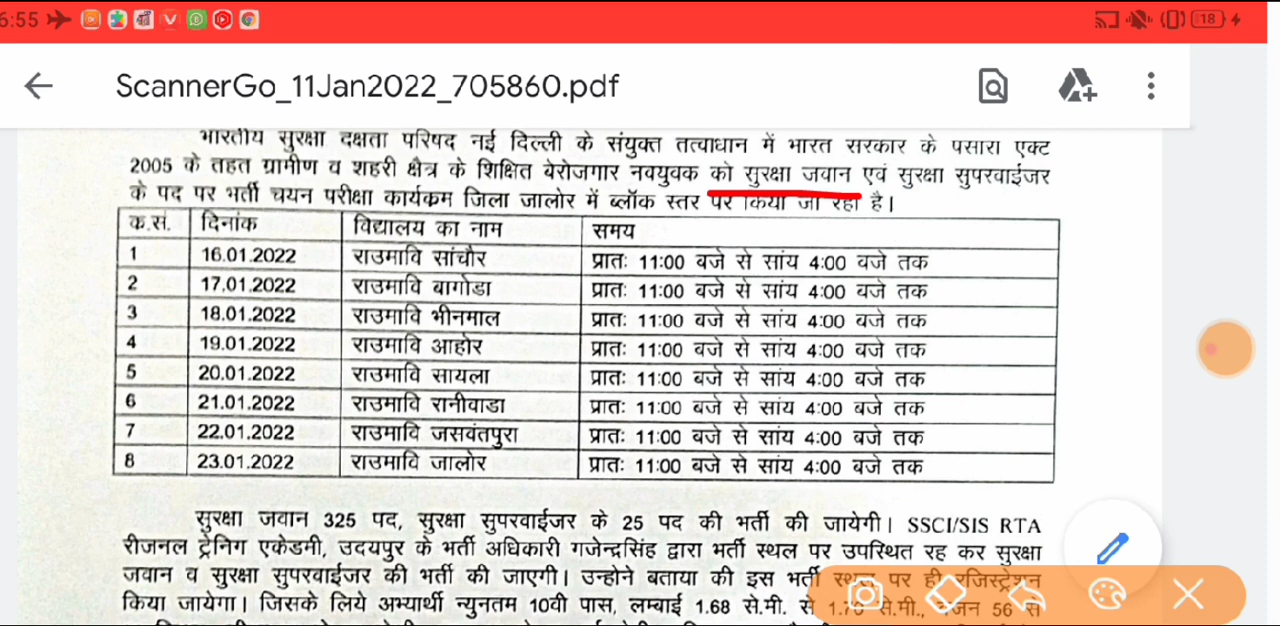 6:55
18
ScannerGo_11Jan2022_705860.pdf
भारतीय सुरक्षा दक्षता परिषद नई दिल्ली के संयुक्त तत्वाधान में भारत सरकार के पसारा एक्ट
2005 के तहत ग्रामीण व शहरी क्षैत्र के शिक्षित बेरोजगार नवयुवक को सुरक्षा जवान एवं सुरक्षा सुपरवाईजर
के पद पर भर्ती चयन परीक्षा कार्यकम जिला जालोर में ब्लॉक स्तर पर किया जा रहा है।
क.सं. दिनांक विद्यालय का नाम समय
1 16.01.2022 राउमावि सांचौर प्रातः 11:00 बजे से सांय 4:00 बजे तक
2 17.01.2022 राउमावि बागोडा प्रातः 11:00 बजे से सांय 4:00 बजे तक
3 18.01.2022 राउमावि भीनमाल प्रातः 11:00 बजे से सांय 4:00 बजे तक
4 19.01.2022 राउमावि आहोर प्रातः 11:00 बजे से सांय 4:00 बजे तक
5 20.01.2022 राउमावि सायला प्रातः 11:00 बजे से सांय 4:00 बजे तक
6 21.01.2022 राउमावि रानीवाडा प्रातः 11:00 बजे से सांय 4:00 बजे तक
7 22.01.2022 राउमावि जसवंतपुरा प्रातः 11:00 बजे से सांय 4:00 बजे तक
8 23.01.2022 राउमावि जालोर प्रातः 11:00 बजे से सांय 4:00 बजे तक
सुरक्षा जवान 325 पद, सुरक्षा सुपरवाईजर के 25 पद की भर्ती की जायेगी। SSCI/SIS RTA
रीजनल ट्रेनिग एकेडमी, उदयपुर के भर्ती अधिकारी गजेन्द्रसिंह द्वारा भर्ती स्थल पर उपस्थित रह कर सुरक्षा
जवान व सुरक्षा सुपरवाईजर की भर्ती की जाएगी। उन्होने बताया की इस भर्ती स्थल पर ही रजिस्ट्रेशन
किया जायेगा। जिसके लिये अभ्यार्थी न्युनतम 10वी पास, लम्बाई 1.68 से.मी. से से.मी., वजन 56 से